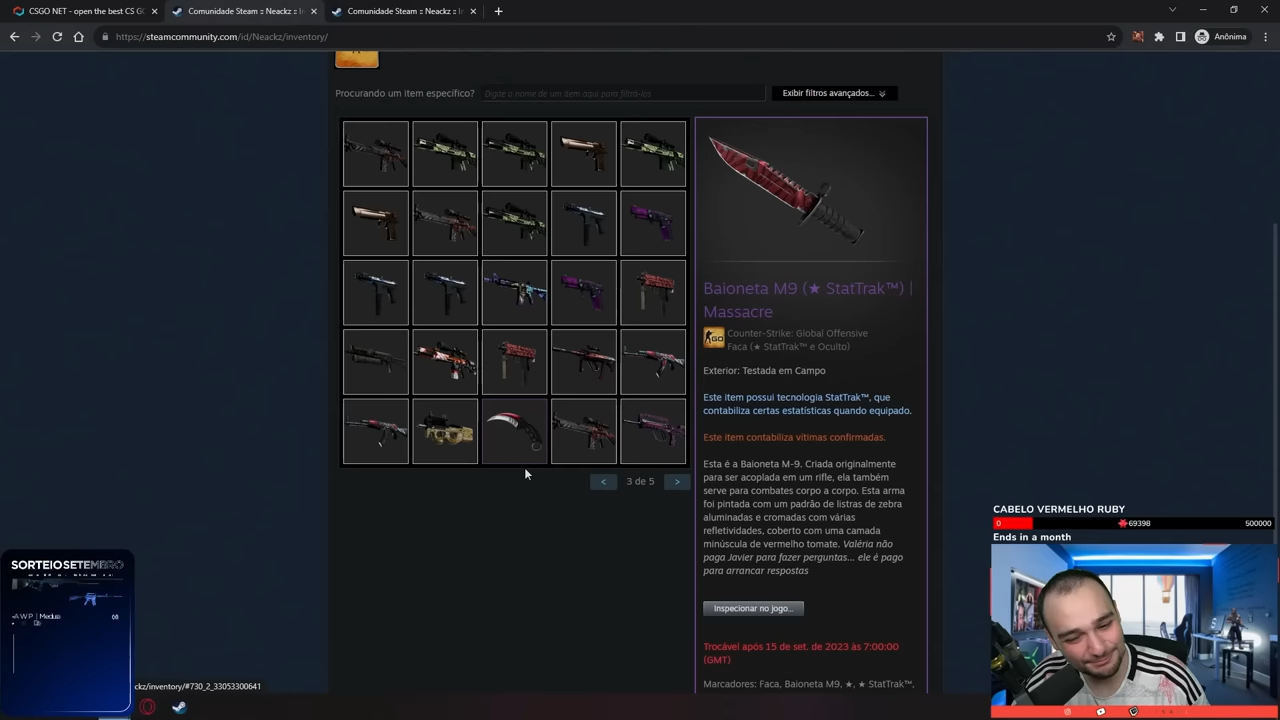 CSGO NET - open the best CS G
Comunidade Steam :: Neackz :: In
Comunidade Steam :: Neackz :: In
https://steamcommunity.com/id/Neackz/inventory/
Anônima
Procurando um item específico?
Digite o nome de um item aqui para filtrá-los
Exibir filtros avançados...
Baioneta M9 (★ StatTrak™) |
Massacre
Counter-Strike: Global Offensive
Faca (★ StatTrak™ e Oculto)
Exterior: Testada em Campo
Este item possui tecnologia StatTrak™, que
contabiliza certas estatísticas quando equipado.
Este item contabiliza vítimas confirmadas.
Esta é a Baioneta M-9. Criada originalmente
para ser acoplada em um rifle, ela também
serve para combates corpo a corpo. Esta arma
foi pintada com um padrão de listras de zebra
aluminadas e cromadas com várias
refletividades, coberto com uma camada
minúscula de vermelho tomate. Valéria não
paga Javier para fazer perguntas... ele é pago
para arrancar respostas
Inspecionar no jogo...
Trocável após 15 de set. de 2023 às 7:00:00
(GMT)
Marcadores: Faca, Baioneta M9, ★, ★ StatTrak™,
< 3 de 5 >
CABELO VERMELHO RUBY
0 69398 500000
Ends in a month
SORTEIO SETEMBRO
AWP | Medusa
ckz/inventory/#730_2_33053300641